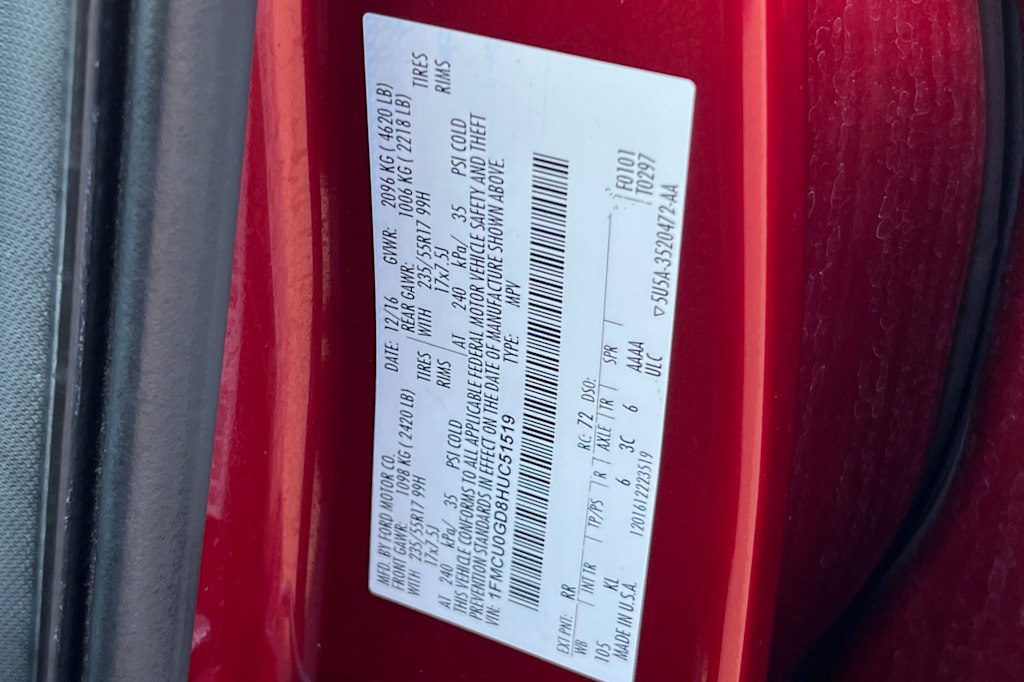 MFD. BY FORD MOTOR CO. DATE: 12/16 GVWR: 2096 KG ( 4620 LB)
FRONT GAWR: 1098 KG ( 2420 LB) REAR GAWR: 1006 KG ( 2218 LB)
WITH 235/55R17 99H TIRES WITH 235/55R17 99H TIRES
17x7.5J RIMS 17x7.5J RIMS
AT 240 kPa/ 35 PSI COLD AT 240 kPa/ 35 PSI COLD
THIS VEHICLE CONFORMS TO ALL APPLICABLE FEDERAL MOTOR VEHICLE SAFETY AND THEFT
PREVENTION STANDARDS IN EFFECT ON THE DATE OF MANUFACTURE SHOWN ABOVE.
VIN: 1FMCU0GD8HUC51519 TYPE: MPV
EXT PNT: RR RC: 72 DSO:
WB INT TR TP/PS R AXLE TR SPR F0101
105 KL 6 3C 6 AAAA T0297
MADE IN U.S.A. 120161223519 ULC ▽5U5A-3520472-AA